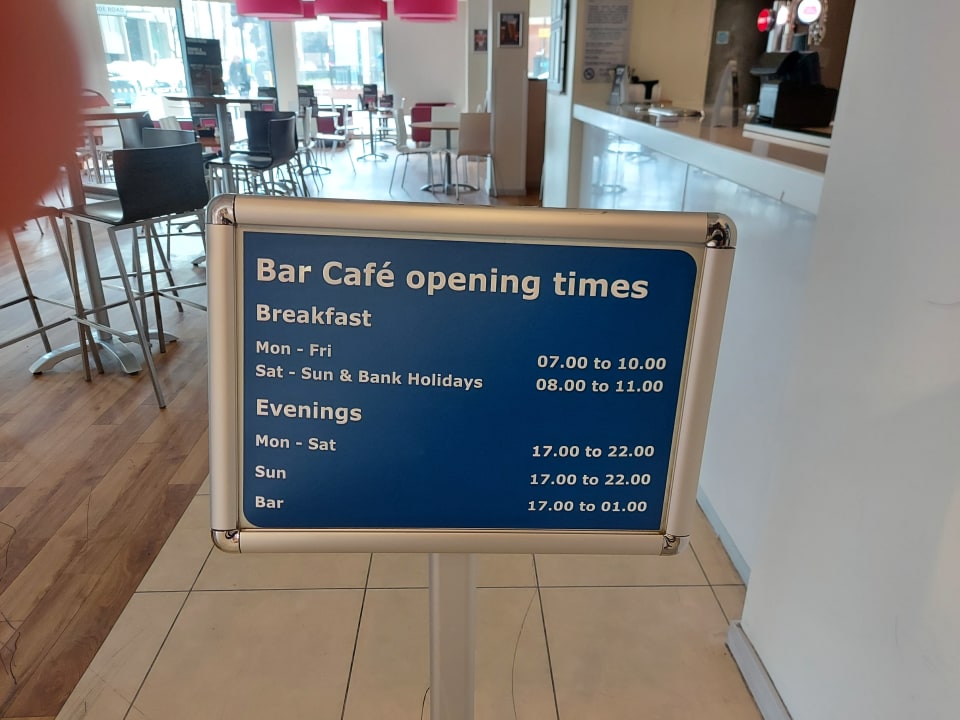 Bar Café opening times
Breakfast
Mon - Fri 07.00 to 10.00
Sat - Sun & Bank Holidays 08.00 to 11.00
Evenings
Mon - Sat 17.00 to 22.00
Sun 17.00 to 22.00
Bar 17.00 to 01.00